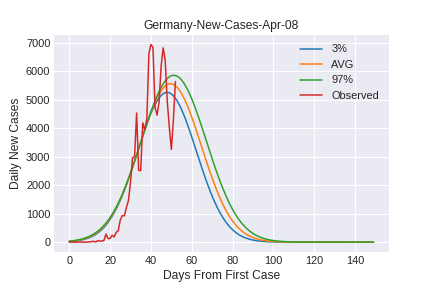 Germany-New-Cases-Apr-08
Daily New Cases
7000
6000
5000
4000
3000
2000
1000
0
3%
AVG
97%
Observed
0 20 40 60 80 100 120 140
Days From First Case